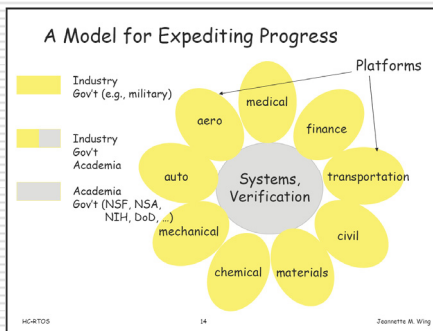 A Model for Expediting Progress
Platforms
Industry
Gov't (e.g., military)
Industry
Gov't
Academia
Academia
Gov't (NSF, NSA,
NIH, DoD, ...)
medical
aero
finance
auto
Systems,
Verification
transportation
mechanical
civil
chemical
materials
HC-RTOS
14
Jeannette M. Wing